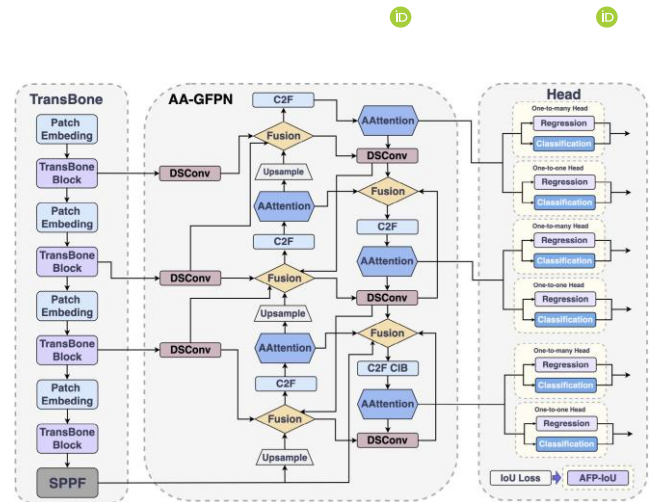 iD
iD
TransBone
Patch
Embeding
TransBone
Block
Patch
Embeding
TransBone
Block
Patch
Embeding
TransBone
Block
Patch
Embeding
TransBone
Block
SPPF
AA-GFPN
C2F
AAttention
Fusion
DSConv
DSConv
Upsample
Fusion
AAttention
C2F
C2F
AAttention
DSConv
Fusion
DSConv
Upsample
Fusion
DSConv
AAttention
C2F CIB
C2F
AAttention
Fusion
DSConv
Upsample
Head
One-to-many Head
Regression
Classification
One-to-one Head
Regression
Classification
One-to-many Head
Regression
Classification
One-to-one Head
Regression
Classification
One-to-many Head
Regression
Classification
One-to-one Head
Regression
Classification
IoU Loss
AFP-IoU